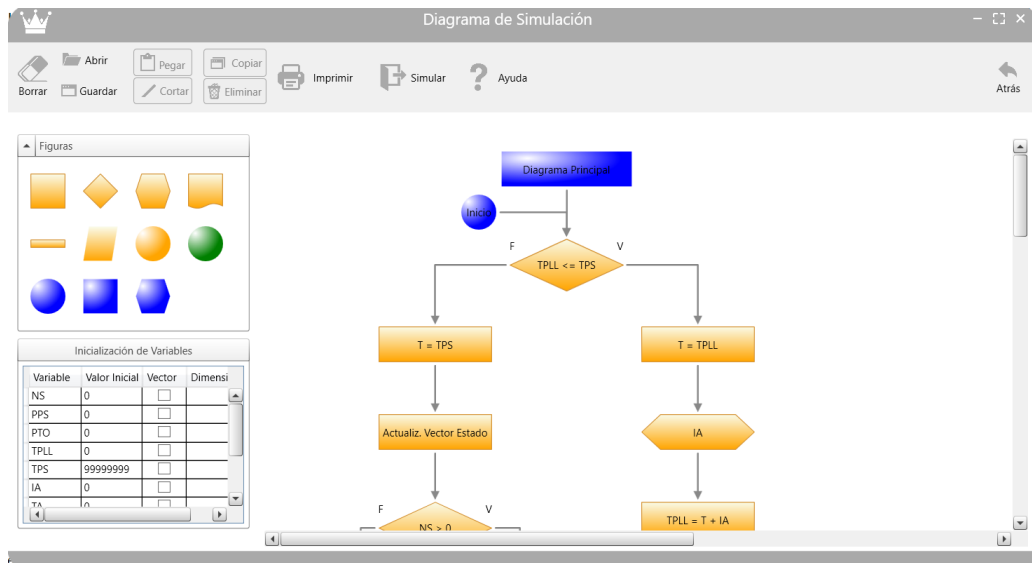 Diagrama de Simulación
Borrar
Abrir
Guardar
Pegar
Cortar
Copiar
Eliminar
Imprimir
Simular
Ayuda
Atrás
Figuras
Inicialización de Variables
Variable Valor Inicial Vector Dimensi
NS 0
PPS 0
PTO 0
TPLL 0
TPS 99999999
IA 0
TA 0
Diagrama Principal
Inicio
F V
TPLL <= TPS
T = TPS
T = TPLL
Actualiz. Vector Estado
IA
F V
NS > 0
TPLL = T + IA